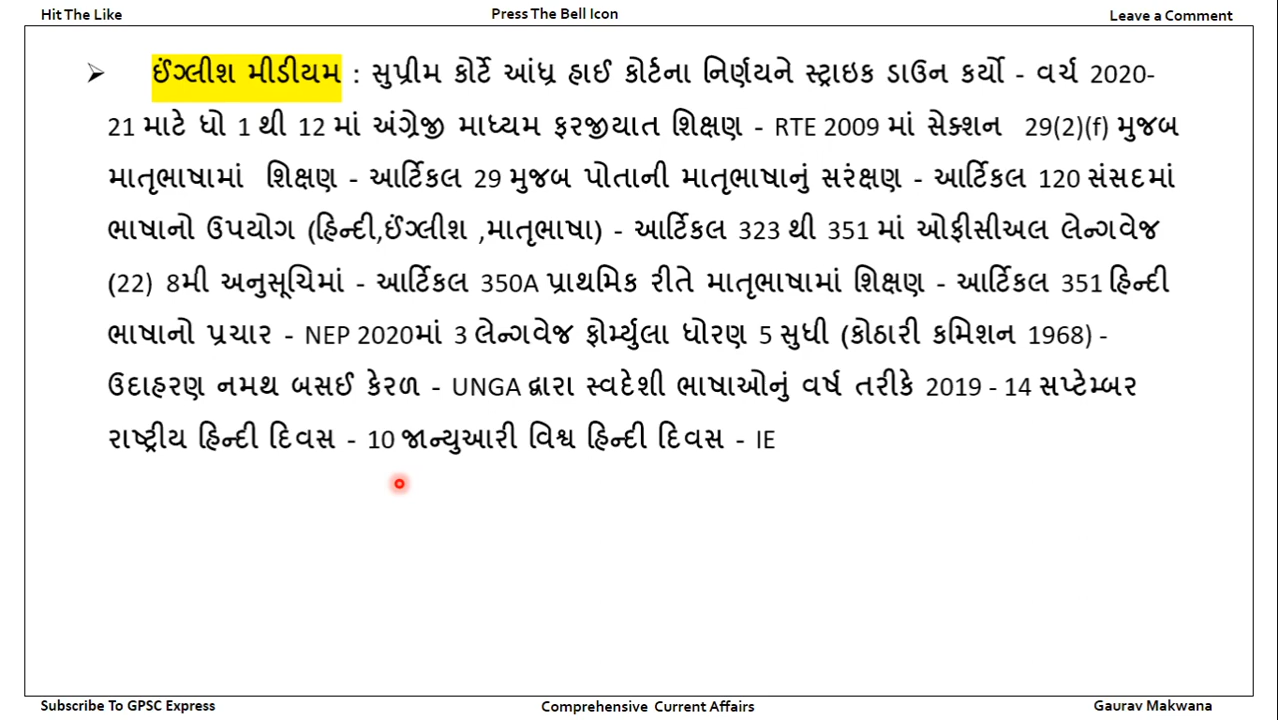 Hit The Like
Press The Bell Icon
Leave a Comment
➤ ઈંગ્લીશ મીડીયમ : સુપ્રીમ કોર્ટે આંધ્ર હાઈ કોર્ટના નિર્ણયને સ્ટ્રાઇક ડાઉન કર્યો - વર્ચ 2020-
21 માટે ધો 1 થી 12 માં અંગ્રેજી માધ્યમ ફરજીયાત શિક્ષણ - RTE 2009 માં સેક્શન 29(2)(f) મુજબ
માતૃભાષામાં શિક્ષણ - આર્ટિકલ 29 મુજબ પોતાની માતૃભાષાનું સરંક્ષણ - આર્ટિકલ 120 સંસદમાં
ભાષાનો ઉપયોગ (હિન્દી,ઈંગ્લીશ ,માતૃભાષા) - આર્ટિકલ 323 થી 351 માં ઓફીસીઅલ લેન્ગવેજ
(22) 8મી અનુસૂચિમાં - આર્ટિકલ 350A પ્રાથમિક રીતે માતૃભાષામાં શિક્ષણ - આર્ટિકલ 351 હિન્દી
ભાષાનો પ્રચાર - NEP 2020માં 3 લેન્ગવેજ ફોર્મ્યુલા ધોરણ 5 સુધી (કોઠારી કમિશન 1968) -
ઉદાહરણ નમથ બસઈ કેરળ - UNGA દ્વારા સ્વદેશી ભાષાઓનું વર્ષ તરીકે 2019 - 14 સપ્ટેમ્બર
રાષ્ટ્રીય હિન્દી દિવસ - 10 જાન્યુઆરી વિશ્વ હિન્દી દિવસ - IE
Subscribe To GPSC Express
Comprehensive Current Affairs
Gaurav Makwana